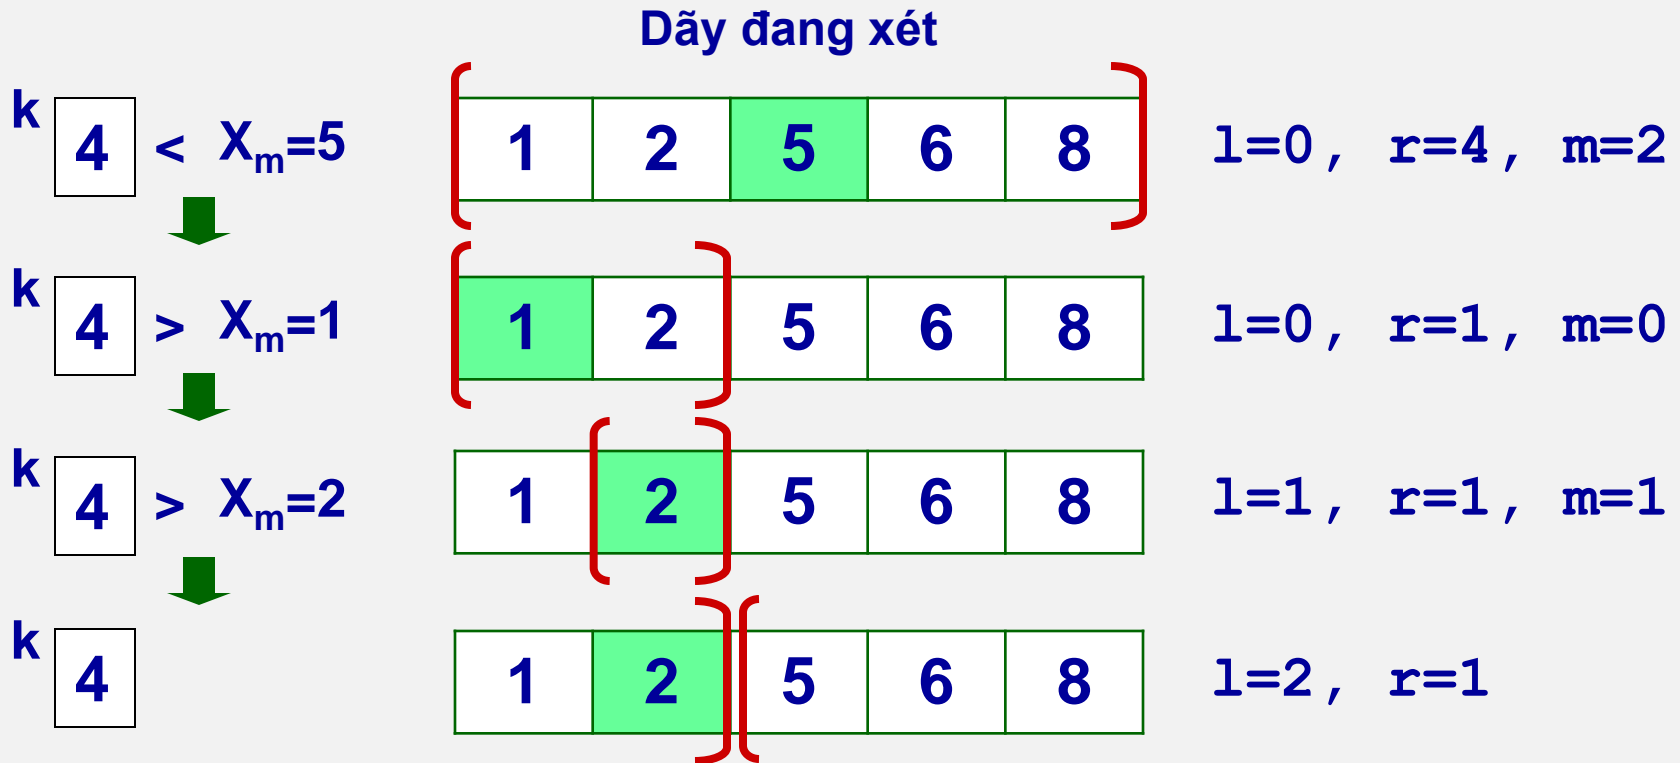 Dãy đang xét
k 4 < Xm=5 1 2 5 6 8 l=0, r=4, m=2
k 4 > Xm=1 1 2 5 6 8 l=0, r=1, m=0
k 4 > Xm=2 1 2 5 6 8 l=1, r=1, m=1
k 4 1 2 5 6 8 l=2, r=1